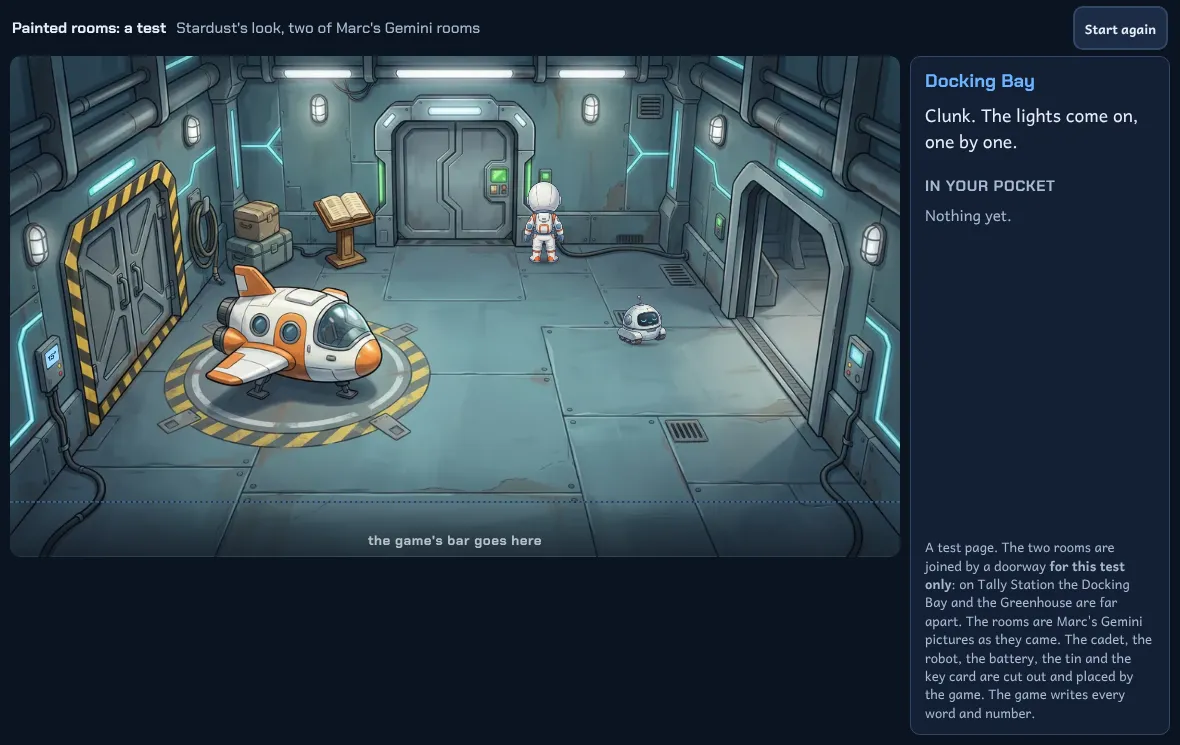 Painted rooms: a test Stardust's look, two of Marc's Gemini rooms
Start again
Docking Bay
Clunk. The lights come on,
one by one.
IN YOUR POCKET
Nothing yet.
the game's bar goes here
A test page. The two rooms are
joined by a doorway for this test
only: on Tally Station the Docking
Bay and the Greenhouse are far
apart. The rooms are Marc's Gemini
pictures as they came. The cadet, the
robot, the battery, the tin and the
key card are cut out and placed by
the game. The game writes every
word and number.